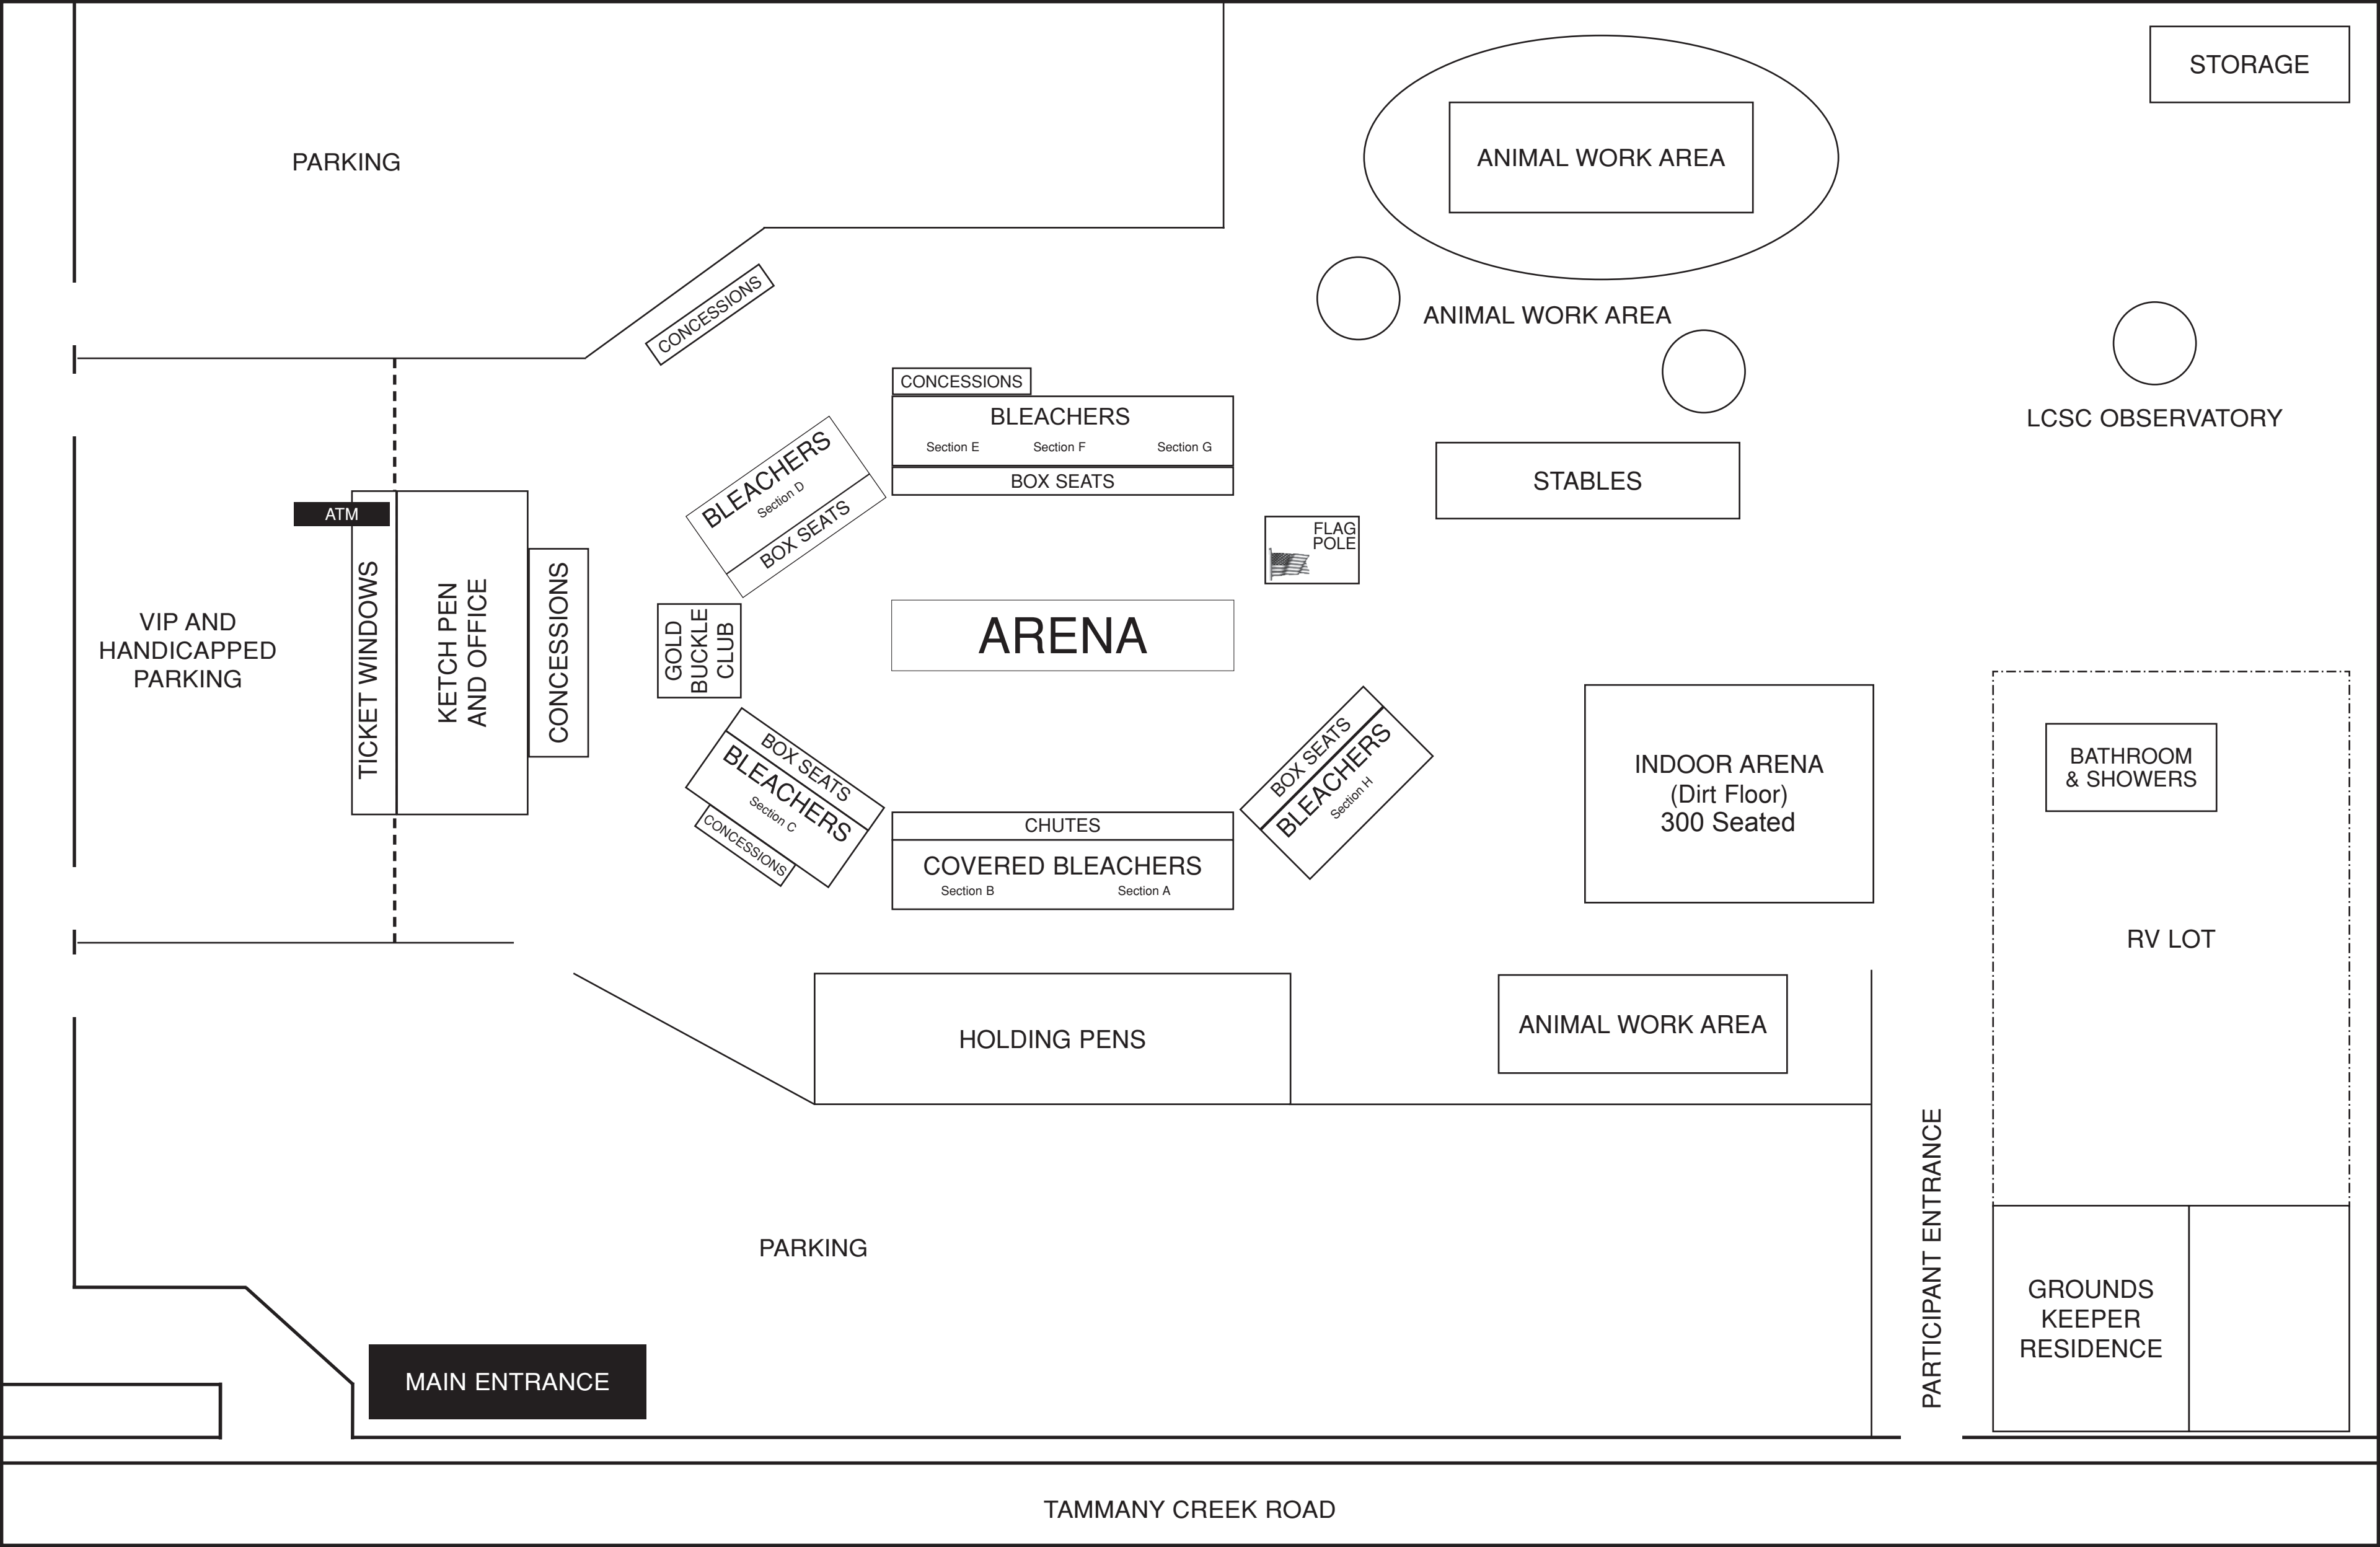 STORAGE
ANIMAL WORK AREA
PARKING
CONCESSIONS
ANIMAL WORK AREA
LCSC OBSERVATORY
CONCESSIONS
BLEACHERS
Section E Section F Section G
BOX SEATS
BLEACHERS
Section D
BOX SEATS
STABLES
ATM
FLAG
POLE
VIP AND
HANDICAPPED
PARKING
TICKET WINDOWS
KETCH PEN
AND OFFICE
CONCESSIONS
GOLD
BUCKLE
CLUB
ARENA
BOX SEATS
BLEACHERS
Section C
CONCESSIONS
CHUTES
COVERED BLEACHERS
Section B Section A
BOX SEATS
BLEACHERS
Section H
INDOOR ARENA
(Dirt Floor)
300 Seated
BATHROOM
& SHOWERS
RV LOT
HOLDING PENS
ANIMAL WORK AREA
PARKING
PARTICIPANT ENTRANCE
GROUNDS
KEEPER
RESIDENCE
MAIN ENTRANCE
TAMMANY CREEK ROAD